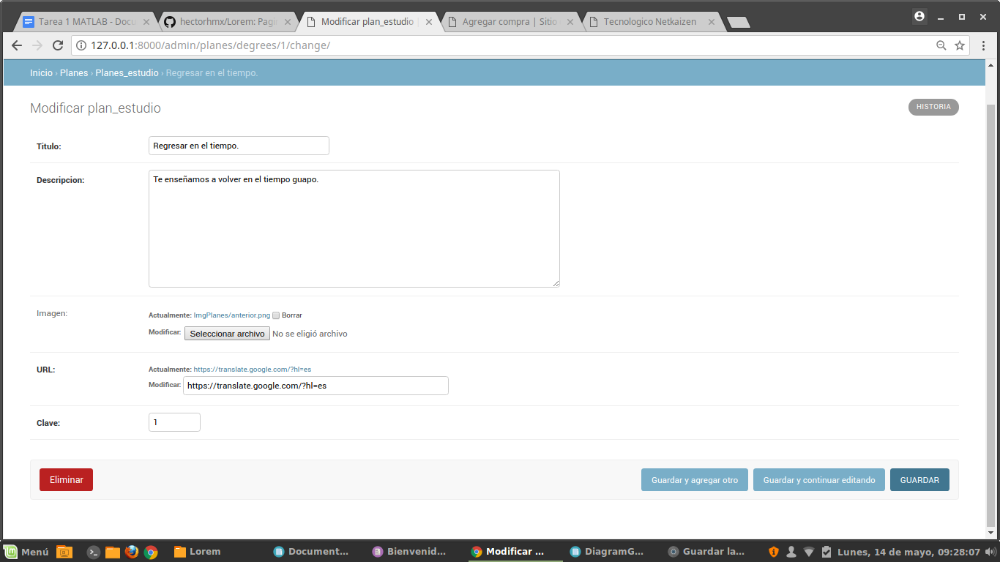 Tarea 1 MATLAB - Docu
hectorhmx/Lorem: Pagi
Modificar plan_estudio |
Agregar compra | Sitio
Tecnologico Netkaizen
127.0.0.1:8000/admin/planes/degrees/1/change/
Inicio › Planes › Planes_estudio › Regresar en el tiempo.
Modificar plan_estudio
HISTORIA
Titulo:
Regresar en el tiempo.
Descripcion:
Te enseñamos a volver en el tiempo guapo.
Imagen:
Actualmente: ImgPlanes/anterior.png Borrar
Modificar: Seleccionar archivo No se eligió archivo
URL:
Actualmente: https://translate.google.com/?hl=es
Modificar: https://translate.google.com/?hl=es
Clave:
1
Eliminar
Guardar y agregar otro
Guardar y continuar editando
GUARDAR
Menú
Lorem
Document...
Bienvenid...
Modificar ...
DiagramG...
Guardar la...
Lunes, 14 de mayo, 09:28:07